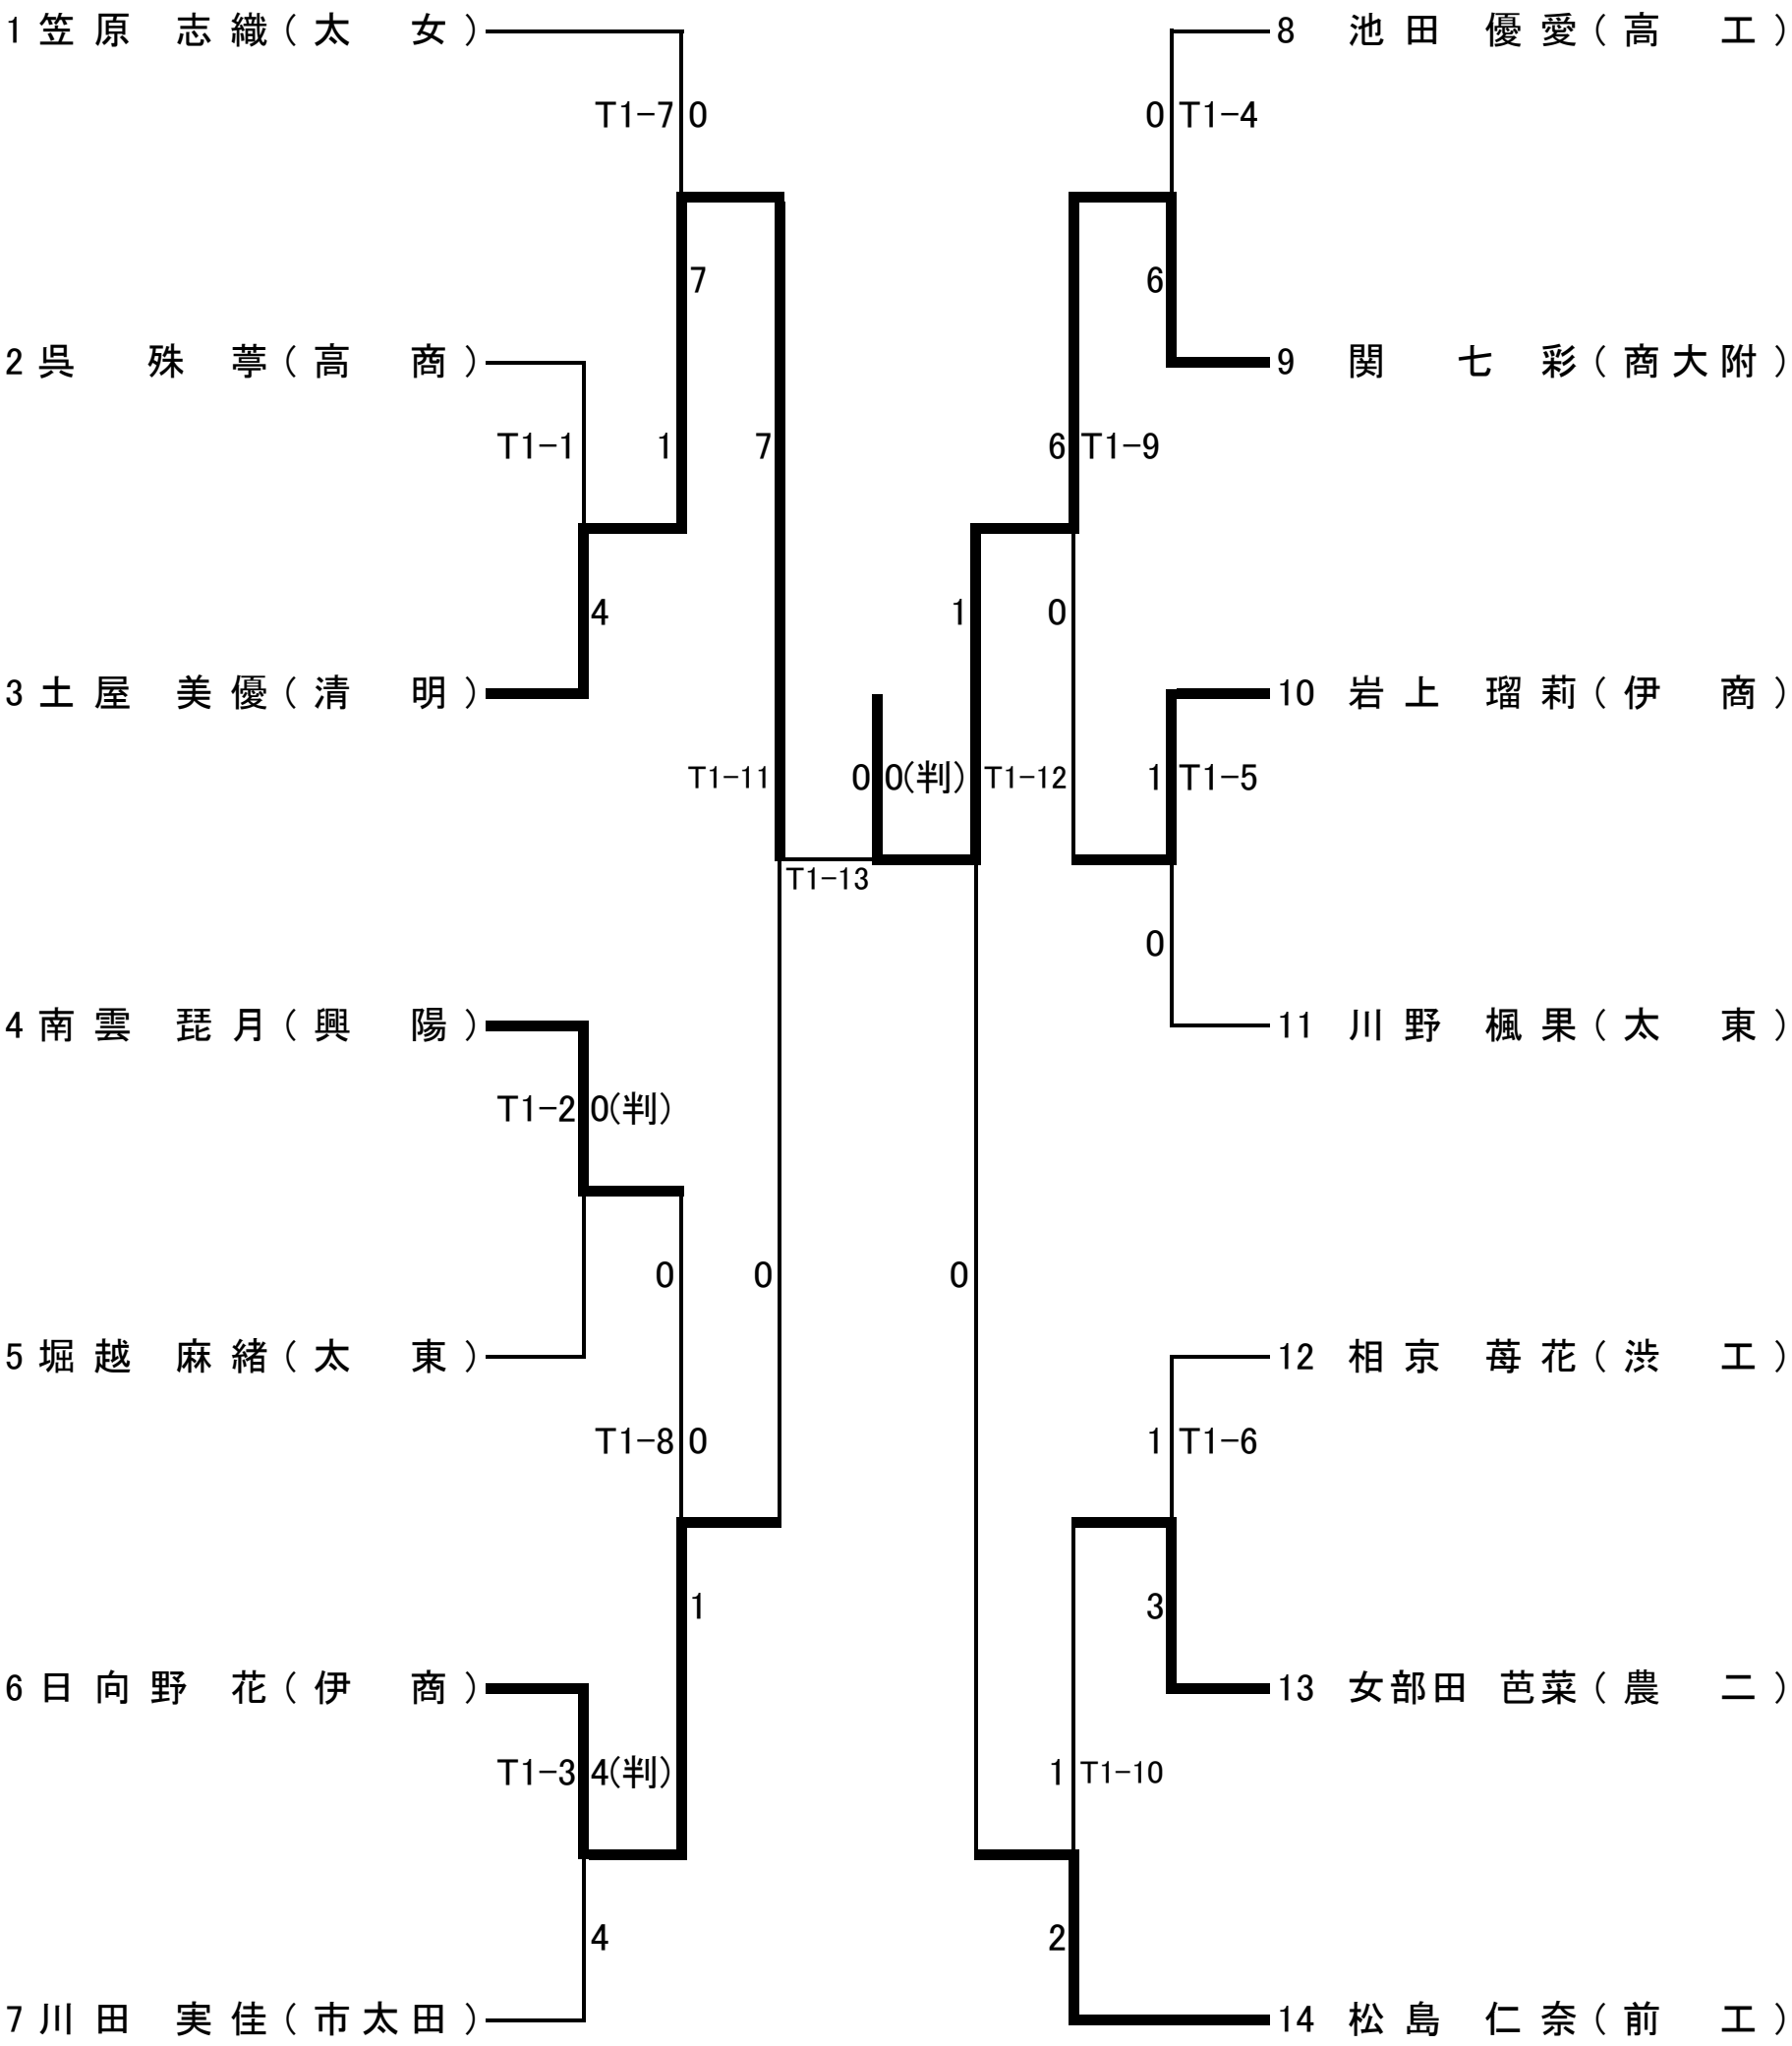 1 笠原 志織(太 女)
8 池田 優愛(高 工)
T1-7 0
0 T1-4
7
6
2 呉 殊葶(高 商)
9 関 七彩(商大附)
T1-1
1
7
6 T1-9
4
1
0
3 土屋 美優(清 明)
10 岩上 瑠莉(伊 商)
T1-11
0 0(判)
T1-12
1 T1-5
T1-13
0
4 南雲 琵月(興 陽)
11 川野 楓果(太 東)
T1-2 0(判)
0
0
0
5 堀越 麻緒(太 東)
12 相京 苺花(渋 工)
T1-8 0
1 T1-6
1
3
6 日向野 花(伊 商)
13 女部田 芭菜(農 二)
T1-3 4(判)
1 T1-10
4
2
7 川田 実佳(市太田)
14 松島 仁奈(前 工)